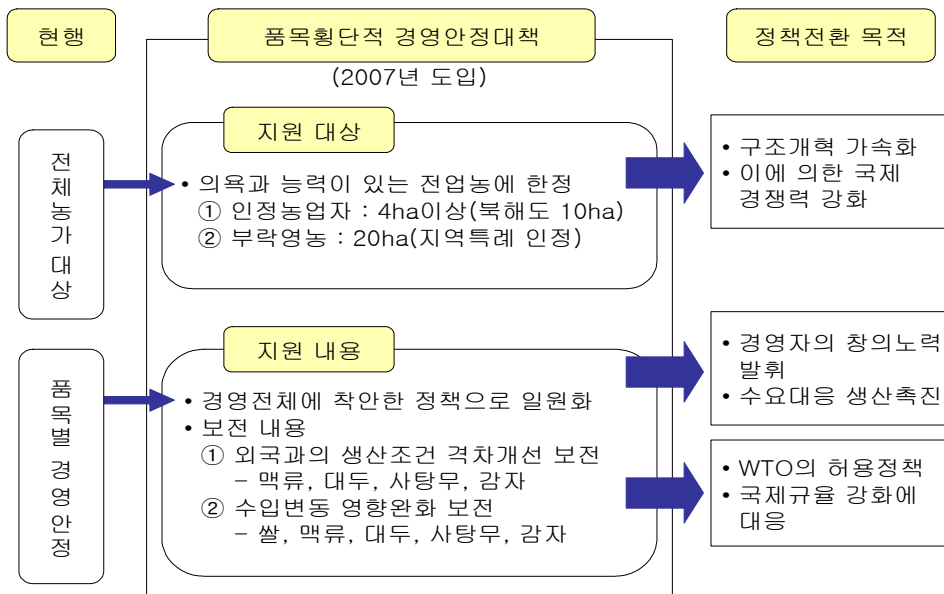 현행
품목횡단적 경영안정대책
정책전환 목적
(2007년 도입)
전체농가 대상
지원 대상
• 의욕과 능력이 있는 전업농에 한정
① 인정농업자 : 4ha이상(북해도 10ha)
② 부락영농 : 20ha(지역특례 인정)
• 구조개혁 가속화
• 이에 의한 국제
경쟁력 강화
품목별 경영안정
지원 내용
• 경영전체에 착안한 정책으로 일원화
• 보전 내용
① 외국과의 생산조건 격차개선 보전
– 맥류, 대두, 사탕무, 감자
② 수입변동 영향완화 보전
– 쌀, 맥류, 대두, 사탕무, 감자
• 경영자의 창의노력
발휘
• 수요대응 생산촉진
• WTO의 허용정책
• 국제규율 강화에
대응